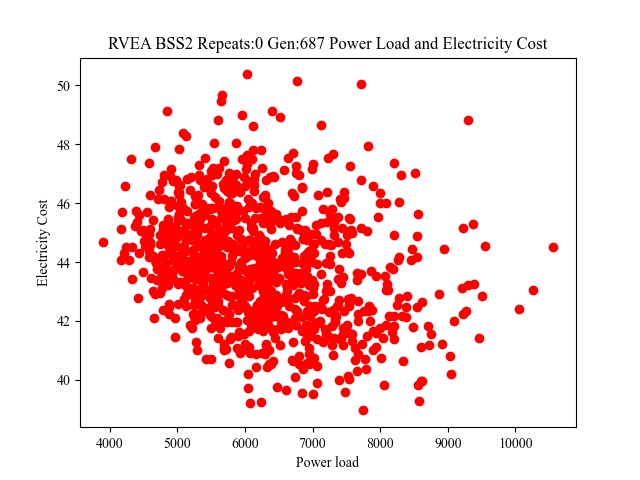 RVEA BSS2 Repeats:0 Gen:687 Power Load and Electricity Cost
50
48
46
44
42
40
Electricity Cost
4000 5000 6000 7000 8000 9000 10000
Power load